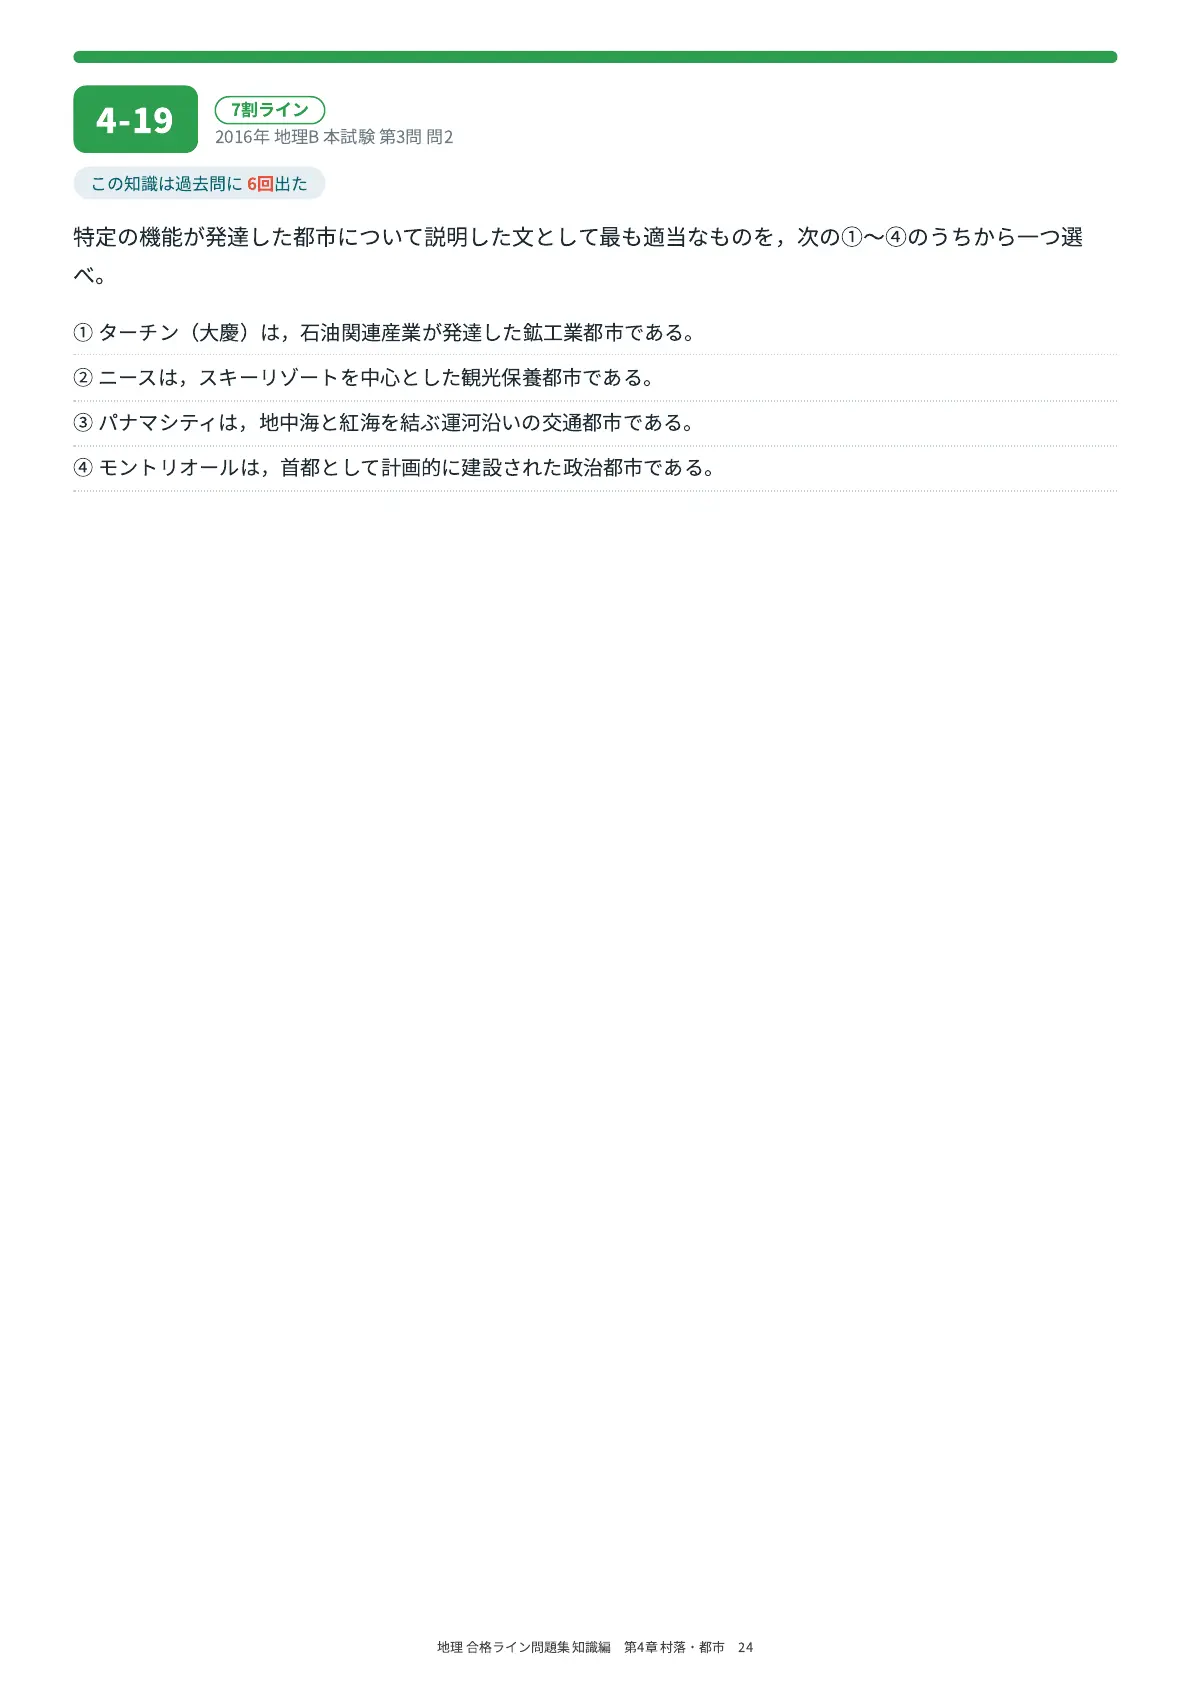 4-19
7割ライン
2016年 地理B 本試験 第3問 問2
この知識は過去問に 6回出た
特定の機能が発達した都市について説明した文として最も適当なものを，次の①〜④のうちから一つ選
べ。
① ターチン（大慶）は，石油関連産業が発達した鉱工業都市である。
② ニースは，スキーリゾートを中心とした観光保養都市である。
③ パナマシティは，地中海と紅海を結ぶ運河沿いの交通都市である。
④ モントリオールは，首都として計画的に建設された政治都市である。
地理 合格ライン問題集 知識編　第4章 村落・都市　24